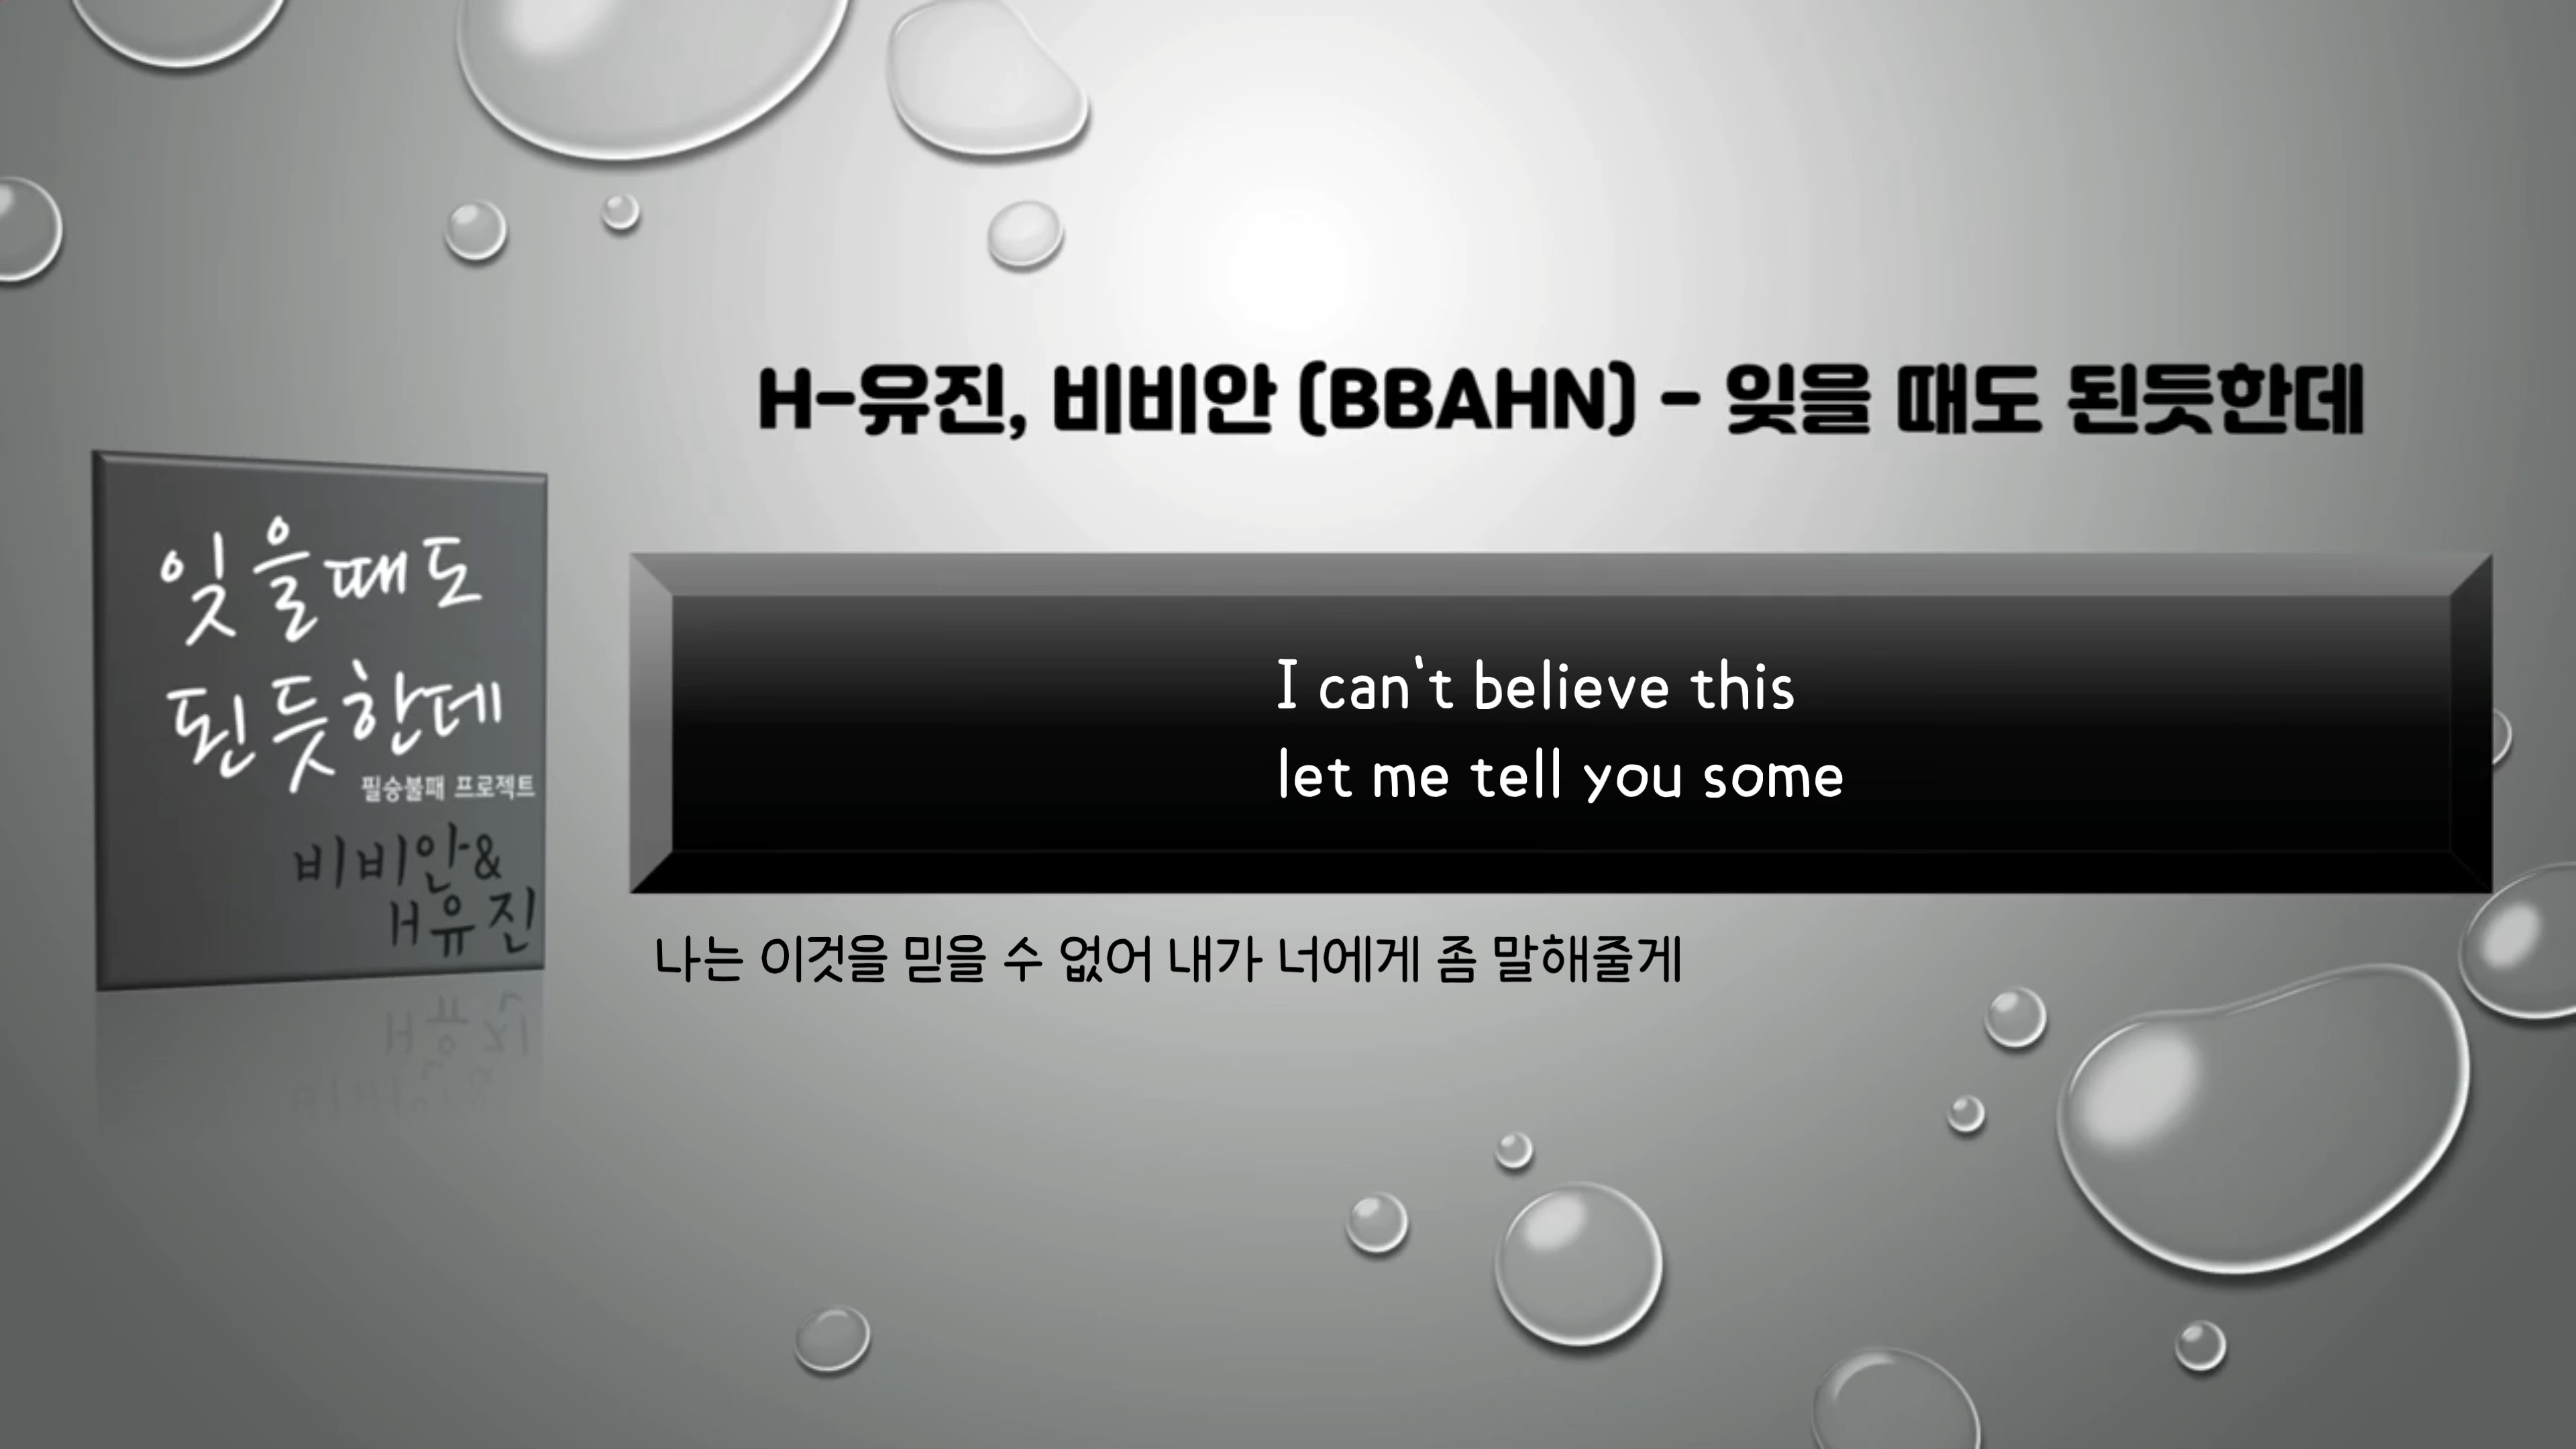 H-유진, 비비안 (BBAHN) - 잊을 때도 된듯한데
잊을때도
된듯한데
필승불패 프로젝트
비비안&
H유진
I can't believe this
let me tell you some
나는 이것을 믿을 수 없어 내가 너에게 좀 말해줄게